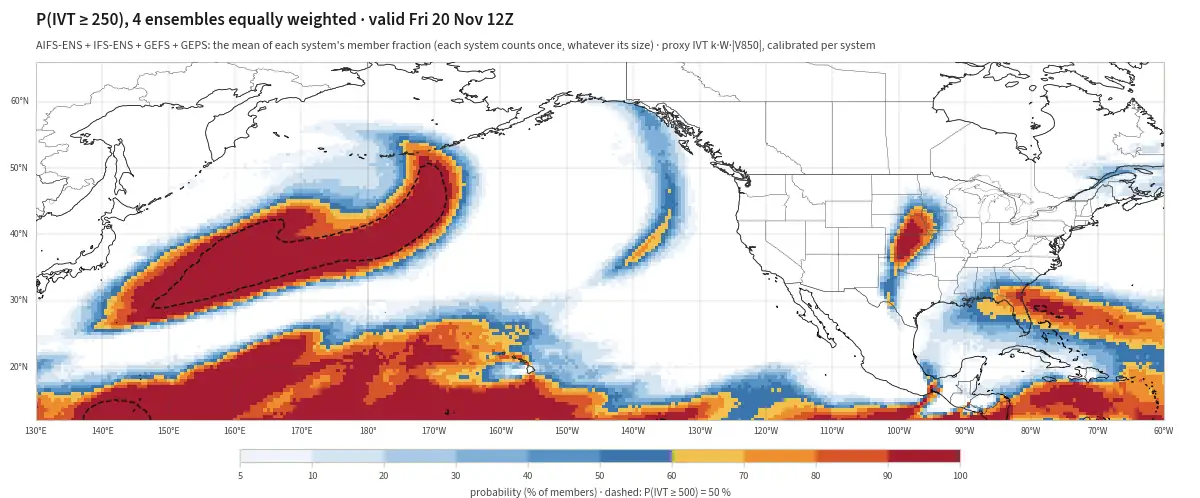 P(IVT ≥ 250), 4 ensembles equally weighted · valid Fri 20 Nov 12Z
AIFS-ENS + IFS-ENS + GEFS + GEPS: the mean of each system's member fraction (each system counts once, whatever its size) · proxy IVT k·W·|V850|, calibrated per system
60°N
50°N
40°N
30°N
20°N
130°E 140°E 150°E 160°E 170°E 180° 170°W 160°W 150°W 140°W 130°W 120°W 110°W 100°W 90°W 80°W 70°W 60°W
5 10 20 30 40 50 60 70 80 90 100
probability (% of members) · dashed: P(IVT ≥ 500) = 50 %